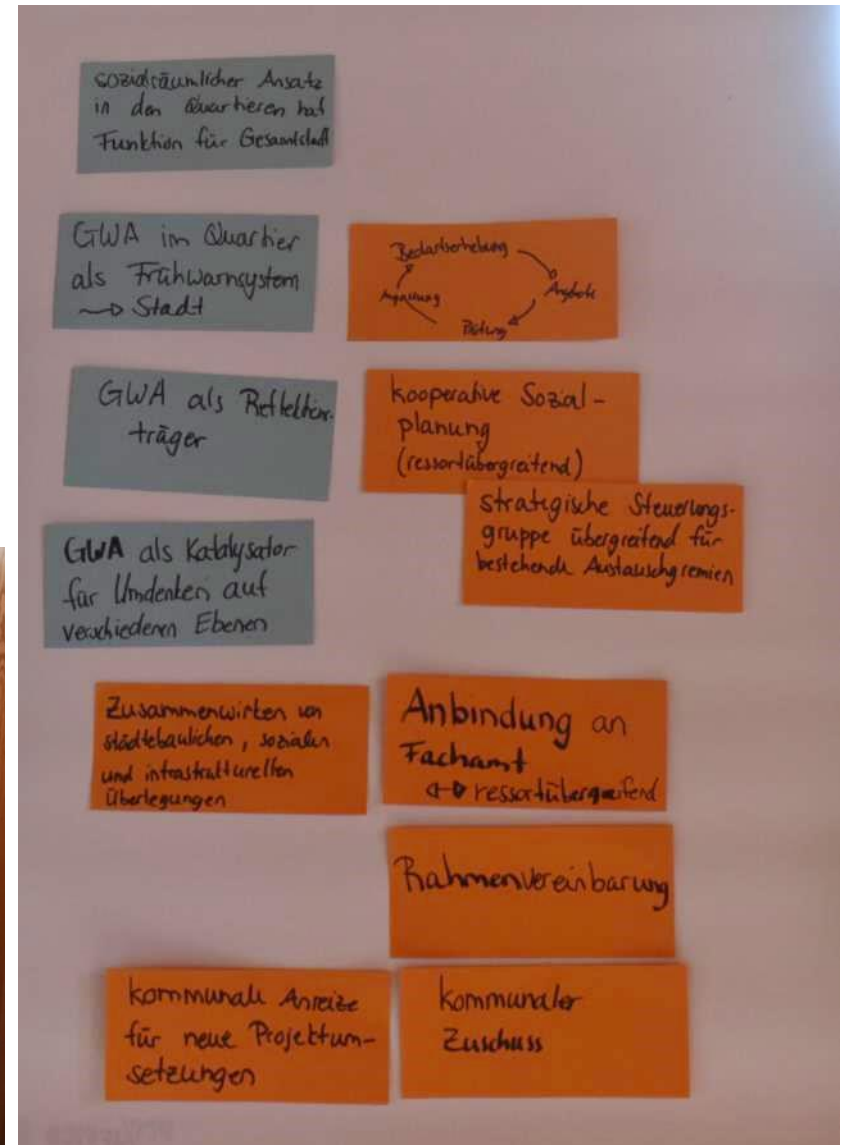 sozialräumlicher Ansatz
in den Quartieren hat
Funktion für Gesamtstadt
GWA im Quartier
als Frühwarnsystem
→ Stadt
Bedarfserhebung
Angebote
Prüfung
Anpassung
GWA als Reflektions-
träger
kooperative Sozial-
planung
(ressortübergreifend)
strategische Steuerungs-
gruppe übergreifend für
bestehende Austauschgremien
GWA als Katalysator
für Umdenken auf
verschiedenen Ebenen
Zusammenwirken von
städtebaulichen, sozialen
und infrastrukturellen
Überlegungen
Anbindung an
Fachamt
↔ ressortübergreifend
Rahmenvereinbarung
kommunale Anreize
für neue Projektum-
setzungen
kommunaler
Zuschuss